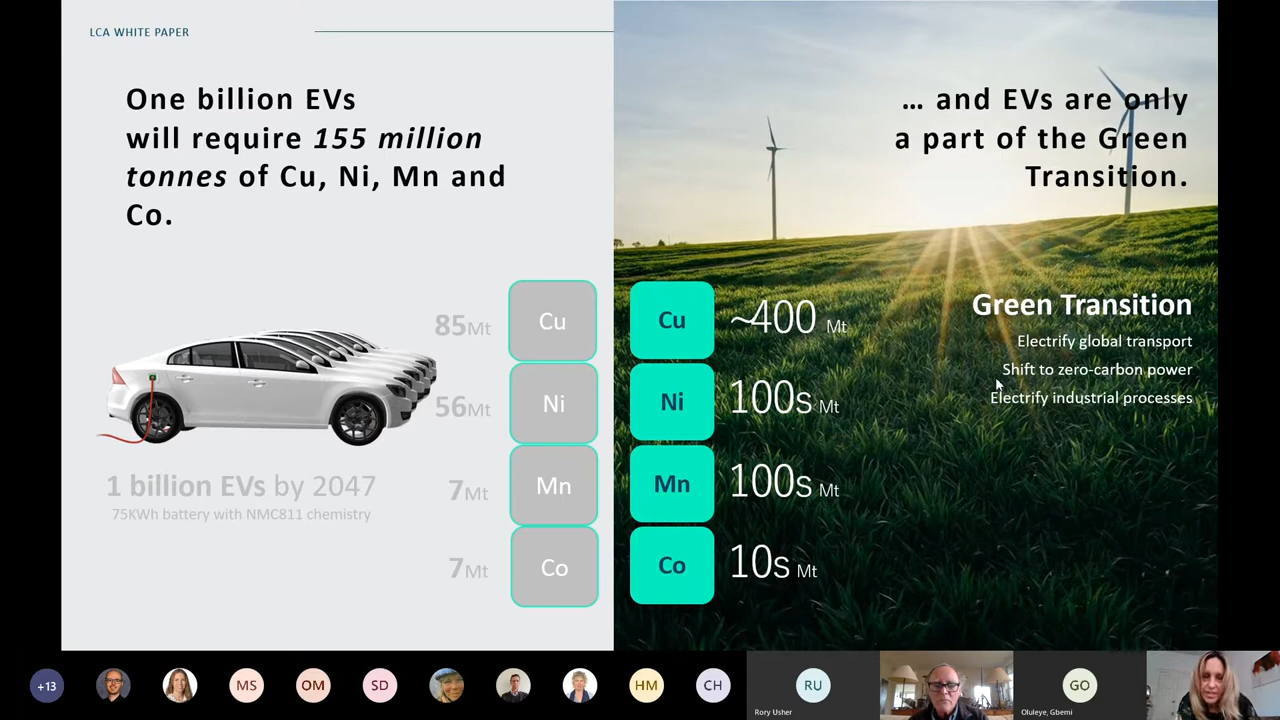 LCA WHITE PAPER
One billion EVs
will require 155 million
tonnes of Cu, Ni, Mn and
Co.
… and EVs are only
a part of the Green
Transition.
85Mt
Cu
56Mt
Ni
7Mt
Mn
7Mt
Co
1 billion EVs by 2047
75KWh battery with NMC811 chemistry
Cu
~400 Mt
Ni
100s Mt
Mn
100s Mt
Co
10s Mt
Green Transition
Electrify global transport
Shift to zero-carbon power
Electrify industrial processes
+13
MS
OM
SD
HM
CH
RU
Rory Usher
GO
Oluleye, Gbemi